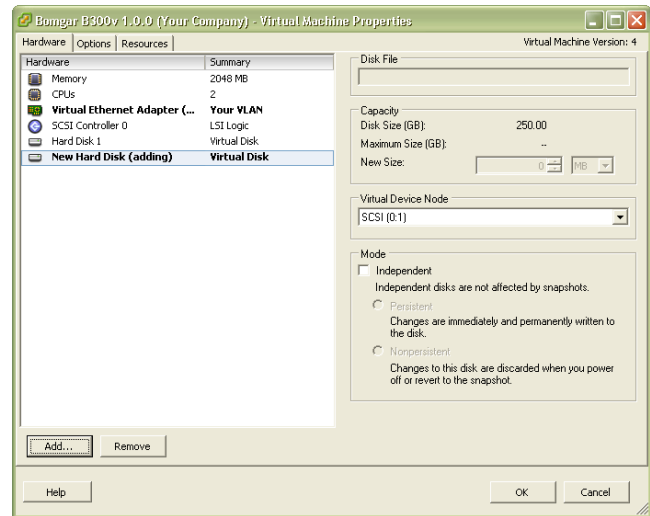 Bomgar B300v 1.0.0 (Your Company) - Virtual Machine Properties
Hardware Options Resources Virtual Machine Version: 4
Hardware Summary
Memory 2048 MB
CPUs 2
Virtual Ethernet Adapter (... Your VLAN
SCSI Controller 0 LSI Logic
Hard Disk 1 Virtual Disk
New Hard Disk (adding) Virtual Disk
Add... Remove
Disk File
Capacity
Disk Size (GB): 250.00
Maximum Size (GB): --
New Size: 0 MB
Virtual Device Node
SCSI (0:1)
Mode
Independent
Independent disks are not affected by snapshots.
Persistent
Changes are immediately and permanently written to
the disk.
Nonpersistent
Changes to this disk are discarded when you power
off or revert to the snapshot.
Help OK Cancel